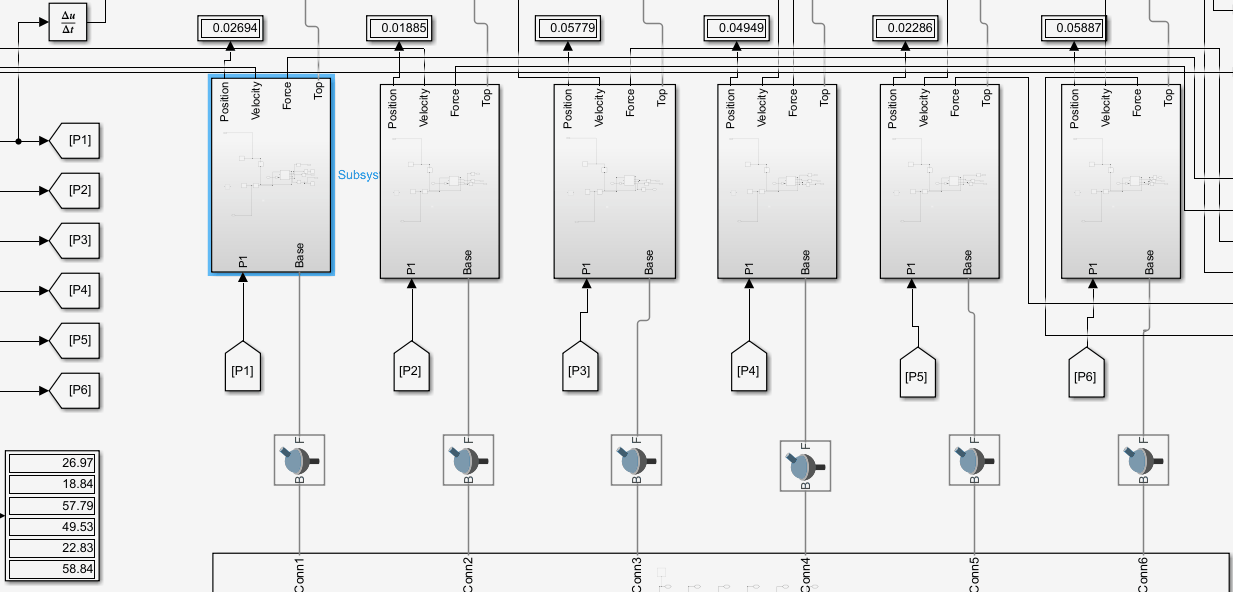 Δu
Δt
0.02694
0.01885
0.05779
0.04949
0.02286
0.05887
Position
Velocity
Force
Top
Position
Velocity
Force
Top
Position
Velocity
Force
Top
Position
Velocity
Force
Top
Position
Velocity
Force
Top
Position
Velocity
Force
Top
[P1]
[P2]
[P3]
[P4]
[P5]
[P6]
Subsys
P1
Base
P1
Base
P1
Base
P1
Base
P1
Base
P1
Base
[P1]
[P2]
[P3]
[P4]
[P5]
[P6]
F
B
F
B
F
B
F
B
F
B
F
B
26.97
18.84
57.79
49.53
22.83
58.84
Conn1
Conn2
Conn3
Conn4
Conn5
Conn6